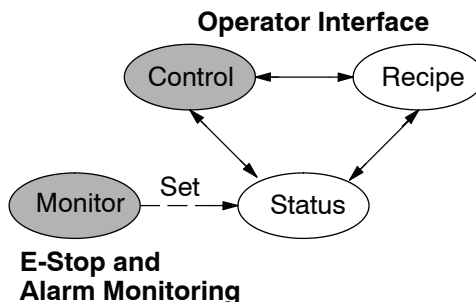 Operator Interface
Control
Recipe
Set
Monitor
Status
E-Stop and
Alarm Monitoring